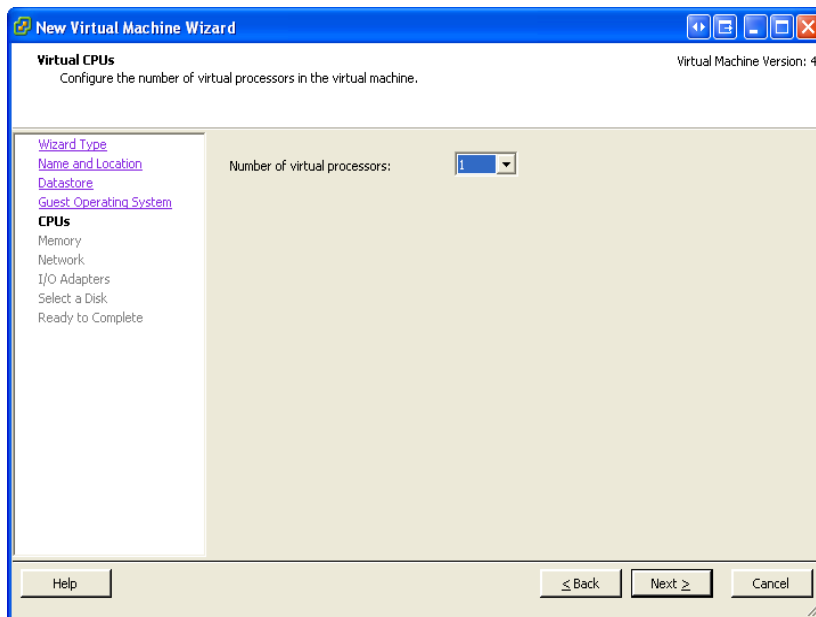 New Virtual Machine Wizard
Virtual CPUs
Configure the number of virtual processors in the virtual machine.
Virtual Machine Version: 4
Wizard Type
Name and Location
Datastore
Guest Operating System
CPUs
Memory
Network
I/O Adapters
Select a Disk
Ready to Complete
Number of virtual processors: 1
Help
< Back
Next >
Cancel